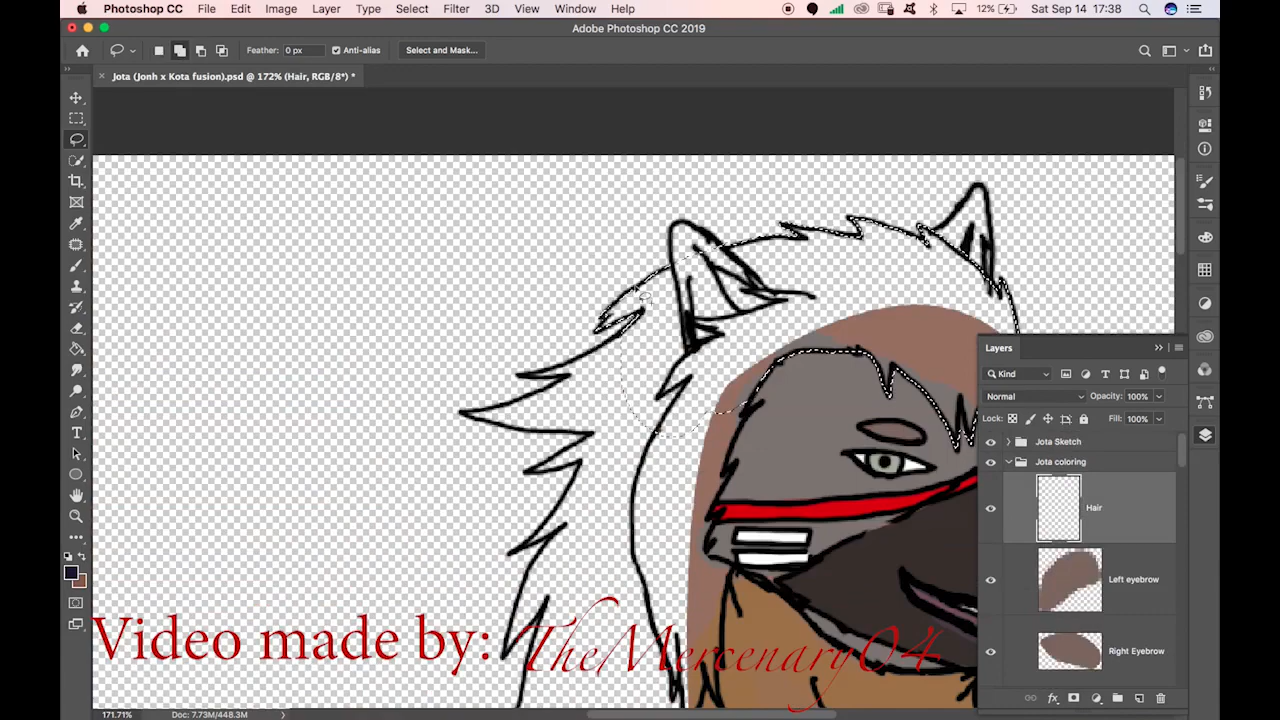 Photoshop CC File Edit Image Layer Type Select Filter 3D View Window Help 12% Sat Sep 14 17:38
Adobe Photoshop CC 2019
Feather: 0 px Anti-alias Select and Mask...
Jota (Jonh x Kota fusion).psd @ 172% (Hair, RGB/8*) *
Layers
Kind
Normal Opacity: 100%
Lock: Fill: 100%
Jota Sketch
Jota coloring
Hair
Left eyebrow
Right Eyebrow
Video made by: TheMercenary04
171.71% Doc: 7.73M/448.3M